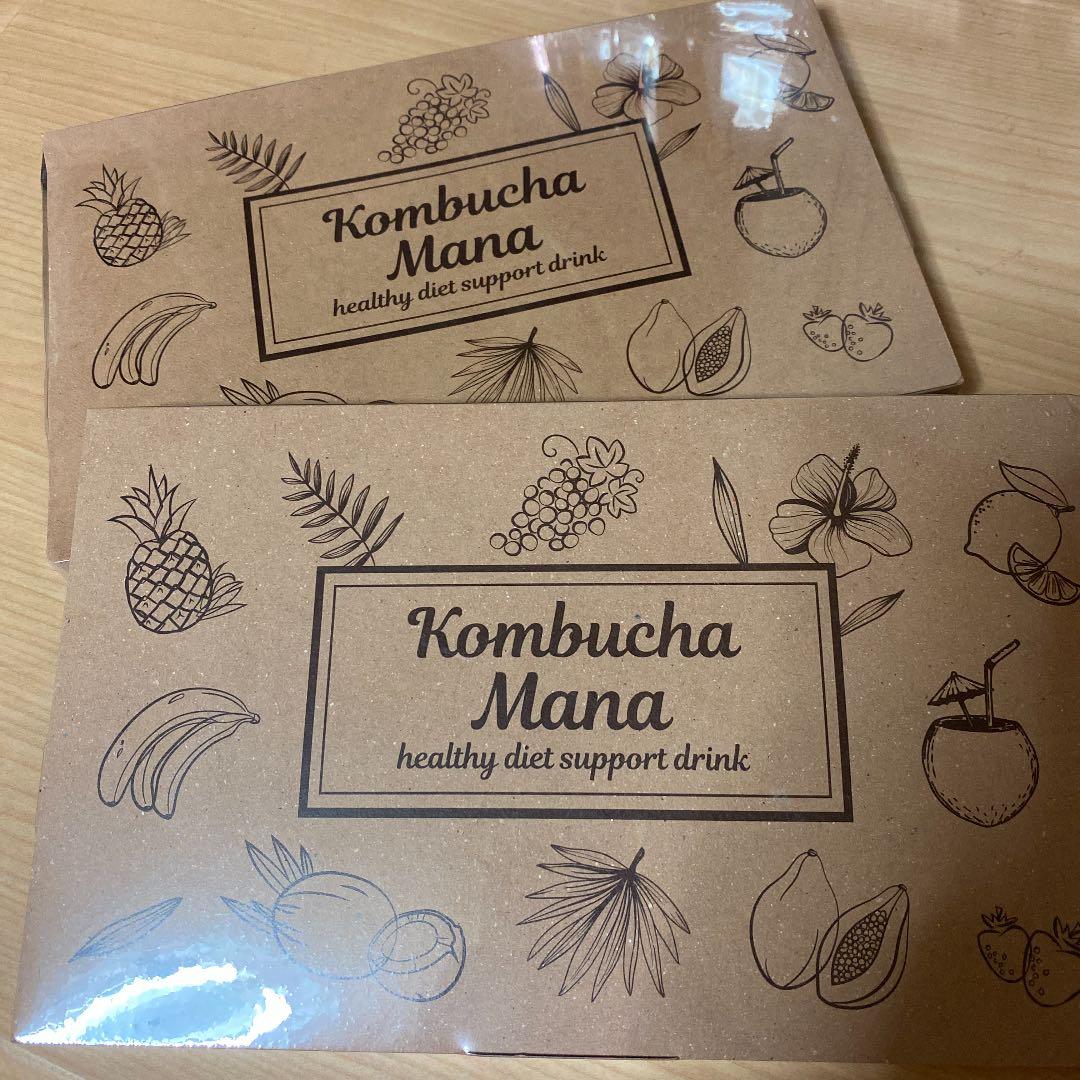 Kombucha
Mana
healthy diet support drink
Kombucha
Mana
healthy diet support drink